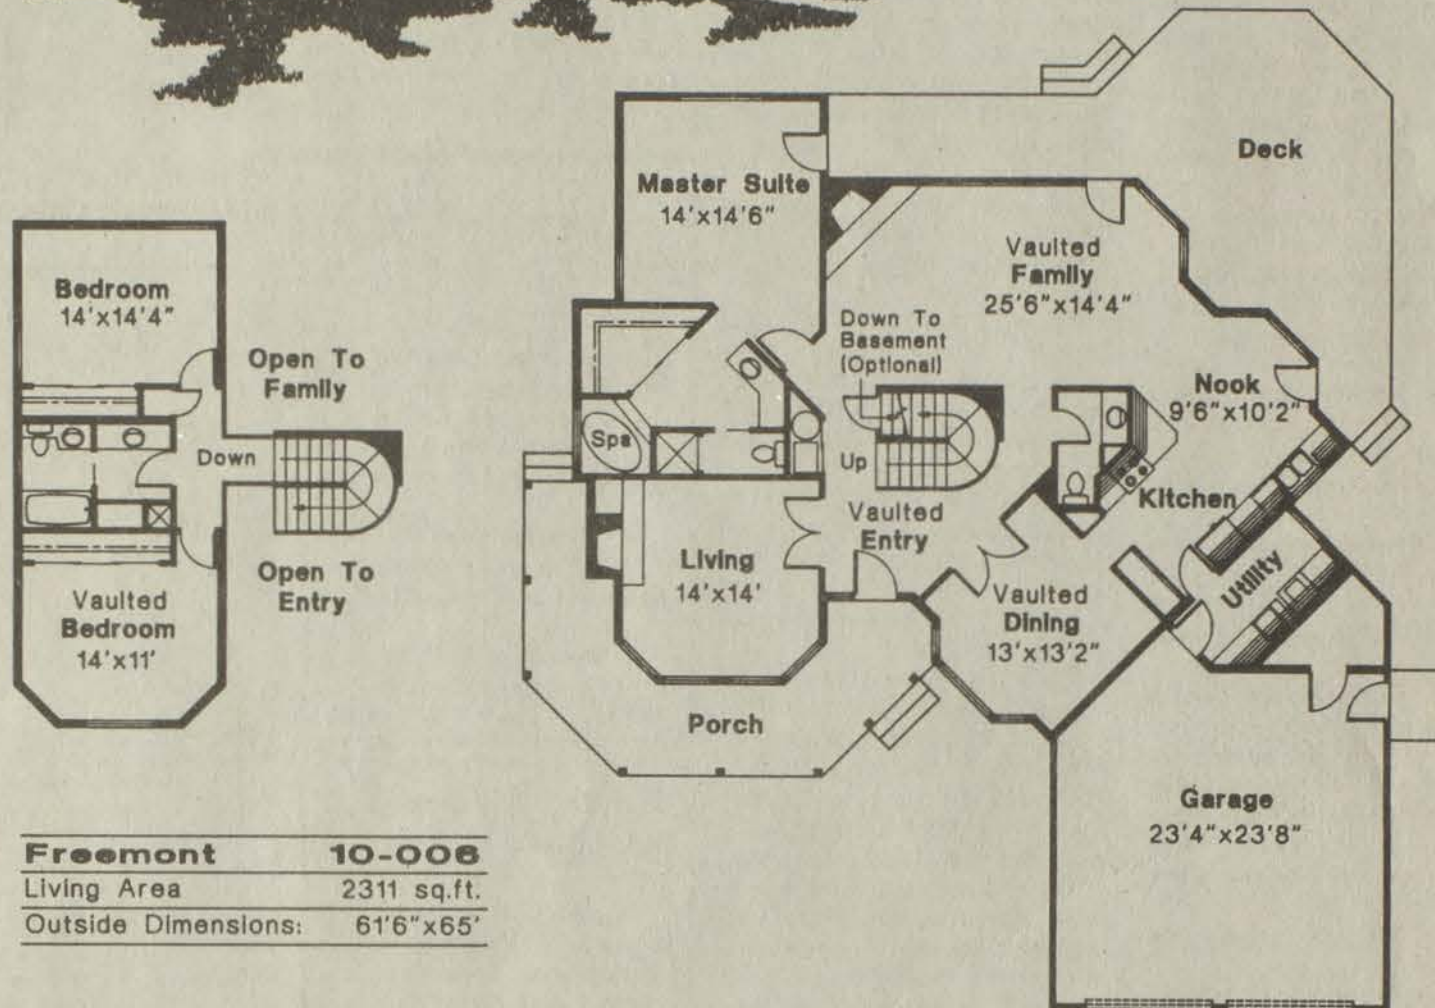 Bedroom
14'x14'4"
Open To
Family
Down
Open To
Entry
Vaulted
Bedroom
14'x11'
Master Suite
14'x14'6"
Deck
Vaulted
Family
25'6"x14'4"
Down To
Basement
(Optional)
Nook
9'6"x10'2"
Spa
Up
Kitchen
Vaulted
Entry
Living
14'x14'
Utility
Vaulted
Dining
13'x13'2"
Porch
Garage
23'4"x23'8"
Freemont 10-006
Living Area 2311 sq.ft.
Outside Dimensions: 61'6"x65'